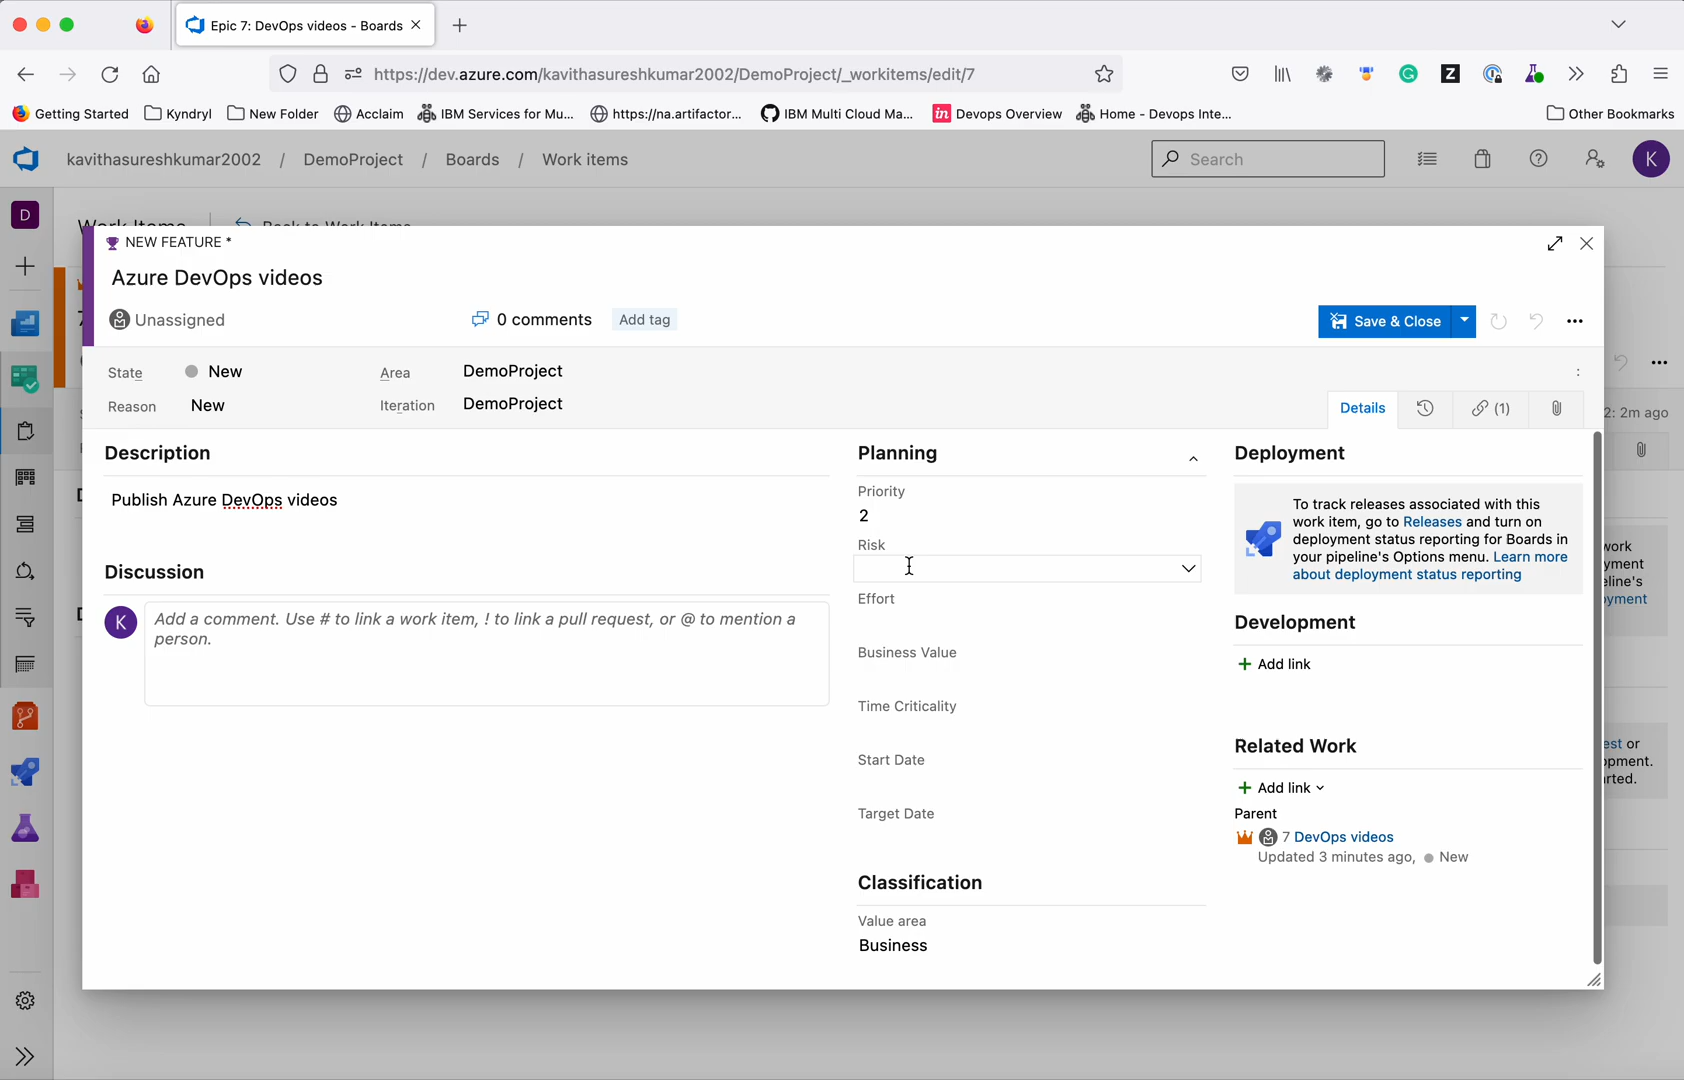 Epic 7: DevOps videos - Boards
https://dev.azure.com/kavithasureshkumar2002/DemoProject/_workitems/edit/7
Getting Started Kyndryl New Folder Acclaim IBM Services for Mu... https://na.artifactor... IBM Multi Cloud Ma... in Devops Overview Home - Devops Inte... Other Bookmarks
kavithasureshkumar2002 / DemoProject / Boards / Work items
Search
K
D
NEW FEATURE *
Azure DevOps videos
Unassigned
0 comments
Add tag
Save & Close
State New
Area DemoProject
Reason New
Iteration DemoProject
Details
(1)
2: 2m ago
Description
Publish Azure DevOps videos
Discussion
K
Add a comment. Use # to link a work item, ! to link a pull request, or @ to mention a
person.
Planning
Priority
2
Risk
Effort
Business Value
Time Criticality
Start Date
Target Date
Classification
Value area
Business
Deployment
To track releases associated with this
work item, go to Releases and turn on
deployment status reporting for Boards in
your pipeline's Options menu. Learn more
about deployment status reporting
Development
Add link
Related Work
Add link
Parent
7 DevOps videos
Updated 3 minutes ago, New